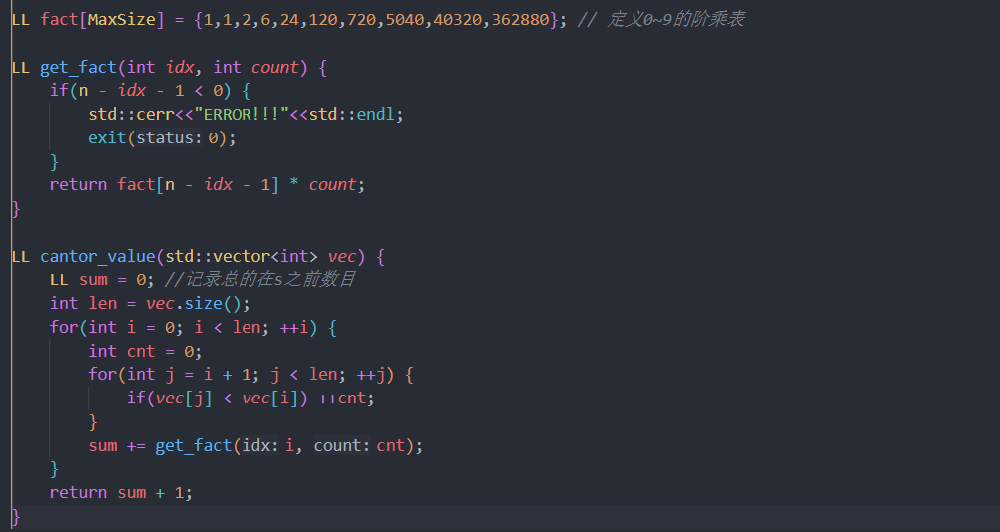 LL fact[MaxSize] = {1,1,2,6,24,120,720,5040,40320,362880}; // 定义0~9的阶乘表
LL get_fact(int idx, int count) {
if(n - idx - 1 < 0) {
std::cerr<<"ERROR!!!"<<std::endl;
exit(status: 0);
}
return fact[n - idx - 1] * count;
}
LL cantor_value(std::vector<int> vec) {
LL sum = 0; //记录总的在s之前数目
int len = vec.size();
for(int i = 0; i < len; ++i) {
int cnt = 0;
for(int j = i + 1; j < len; ++j) {
if(vec[j] < vec[i]) ++cnt;
}
sum += get_fact(idx: i, count: cnt);
}
return sum + 1;
}